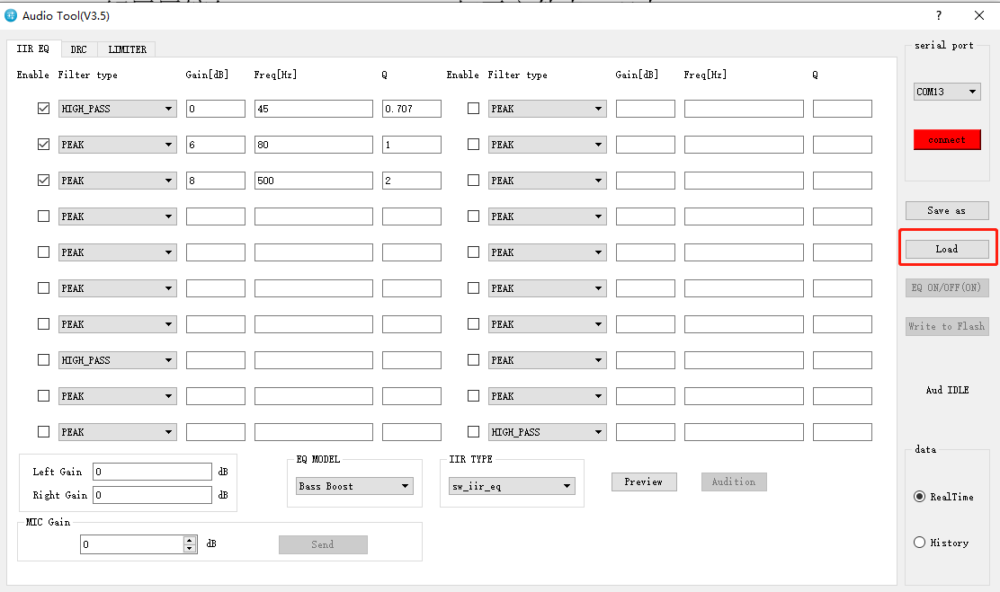 Audio Tool(V3.5)
?
IIR EQ DRC LIMITER
Enable Filter type Gain[dB] Freq[Hz] Q Enable Filter type Gain[dB] Freq[Hz] Q
HIGH_PASS 0 45 0.707 PEAK
PEAK 6 80 1 PEAK
PEAK 8 500 2 PEAK
PEAK PEAK
PEAK PEAK
PEAK PEAK
PEAK PEAK
HIGH_PASS PEAK
PEAK PEAK
PEAK HIGH_PASS
Left Gain 0 dB
Right Gain 0 dB
EQ MODEL
Bass Boost
IIR TYPE
sw_iir_eq
Preview
Audition
MIC Gain
0 dB
Send
serial port
COM13
connect
Save as
Load
EQ ON/OFF(ON)
Write to Flash
Aud IDLE
data
RealTime
History